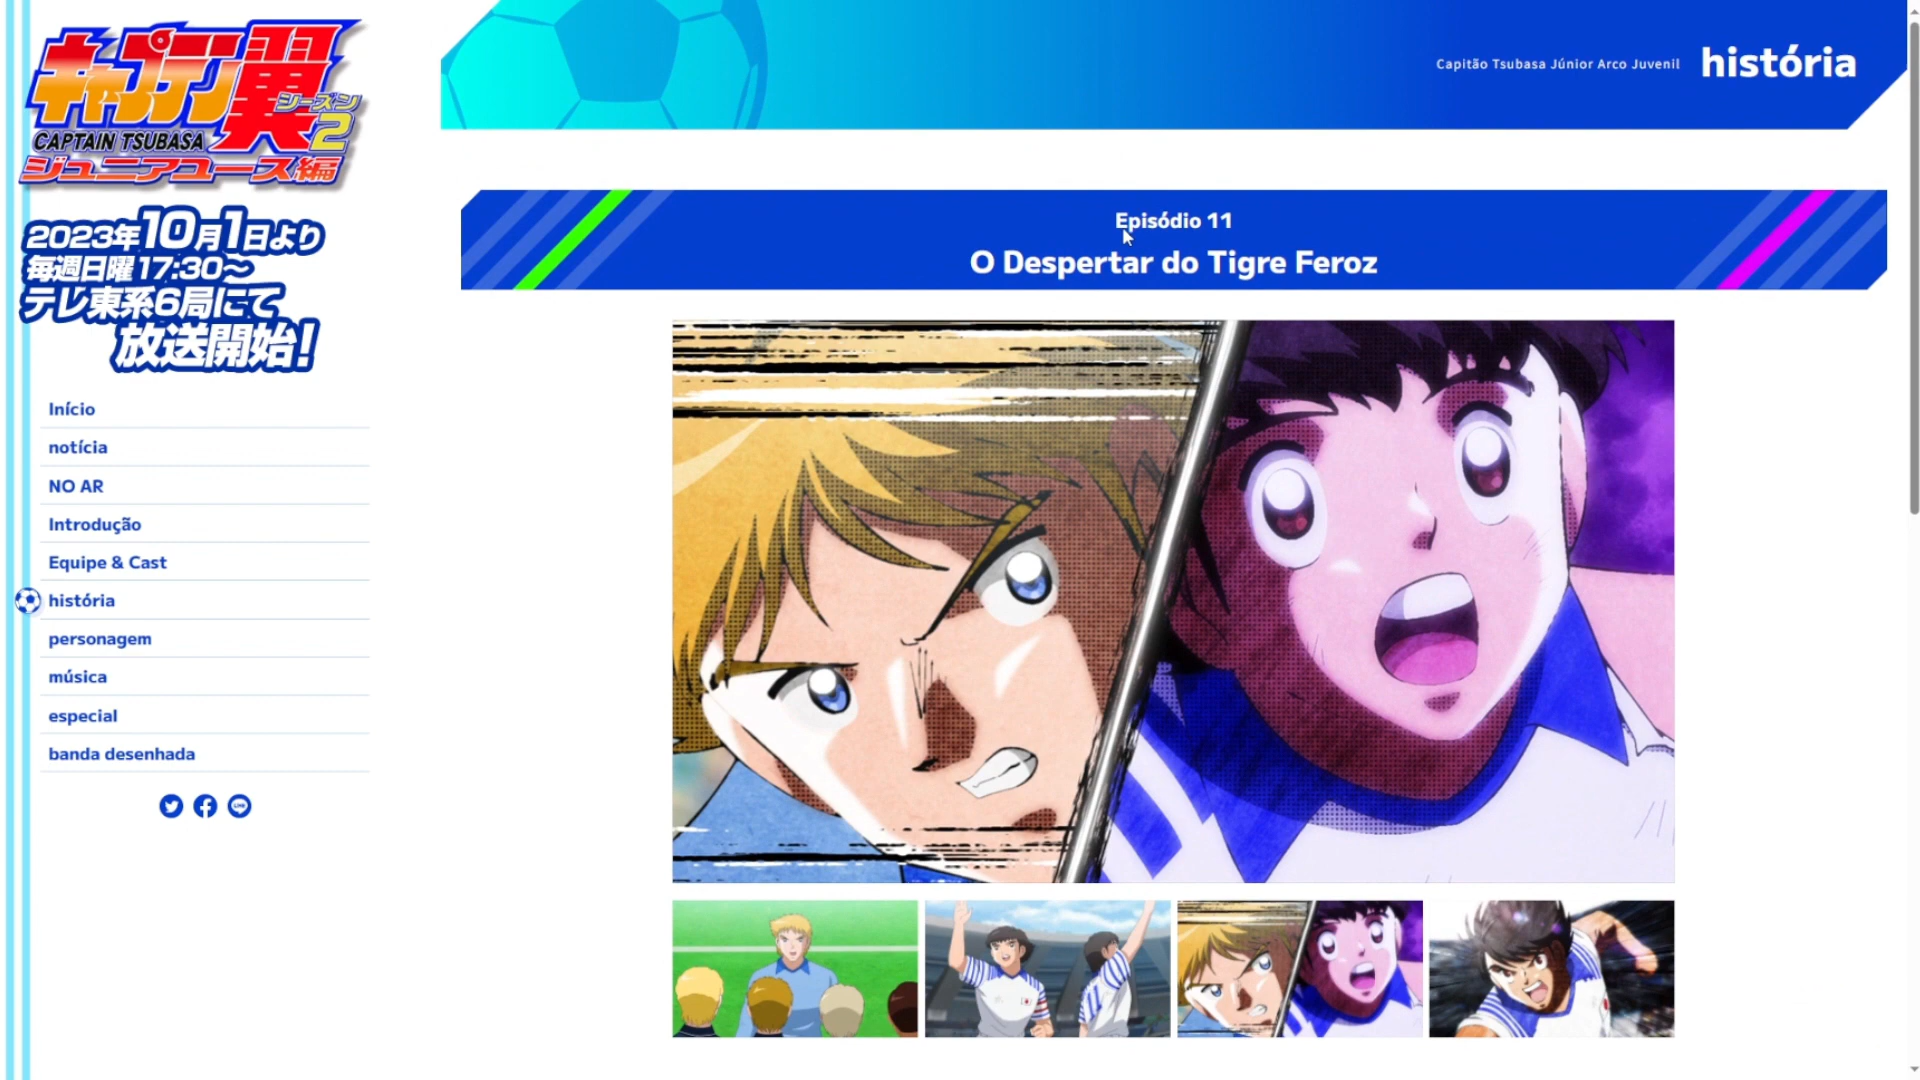 キャプテン翼
シーズン2
CAPTAIN TSUBASA
ジュニアユース編
2023年10月1日より
毎週日曜17:30〜
テレ東系6局にて
放送開始!
Início
notícia
NO AR
Introdução
Equipe & Cast
história
personagem
música
especial
banda desenhada
LINE
Capitão Tsubasa Júnior Arco Juvenil
história
Episódio 11
O Despertar do Tigre Feroz